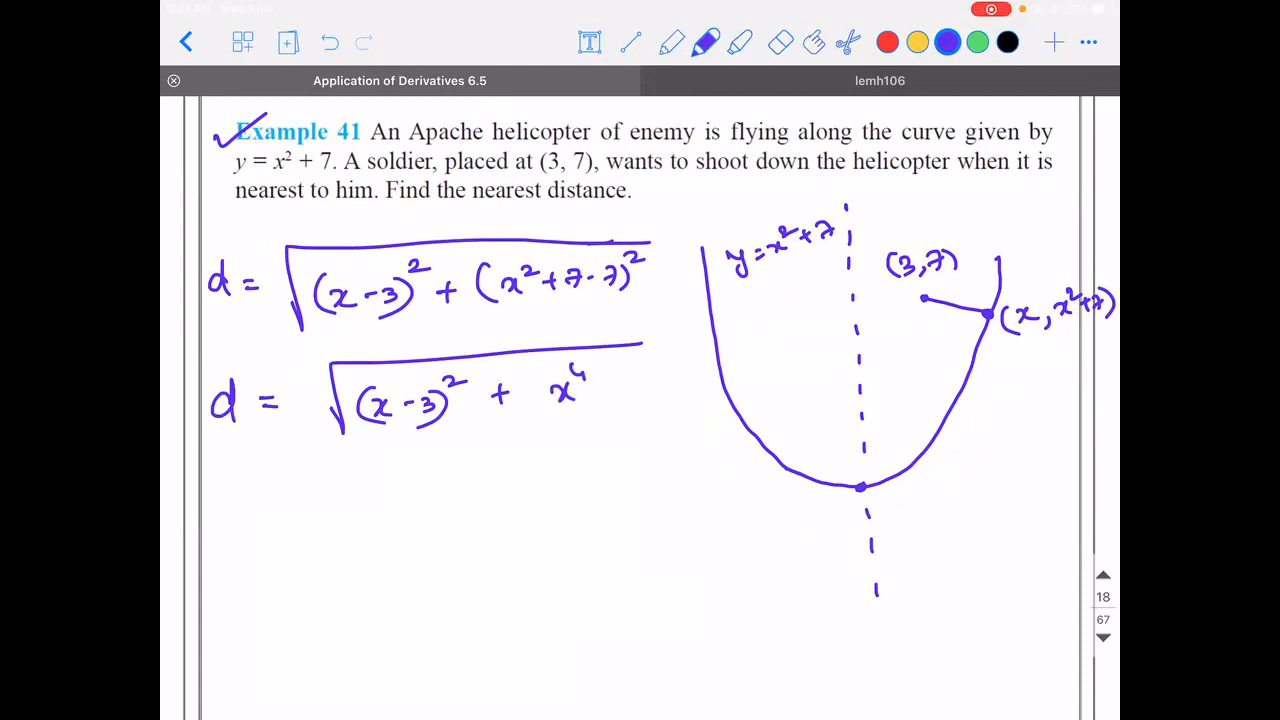 Application of Derivatives 6.5
lemh106
Example 41 An Apache helicopter of enemy is flying along the curve given by
y = x² + 7. A soldier, placed at (3, 7), wants to shoot down the helicopter when it is
nearest to him. Find the nearest distance.
d = √((x-3)² + (x²+7-7)²)
d = √((x-3)² + x⁴)
y=x²+7
(3,7)
(x, x²+7)
18
67